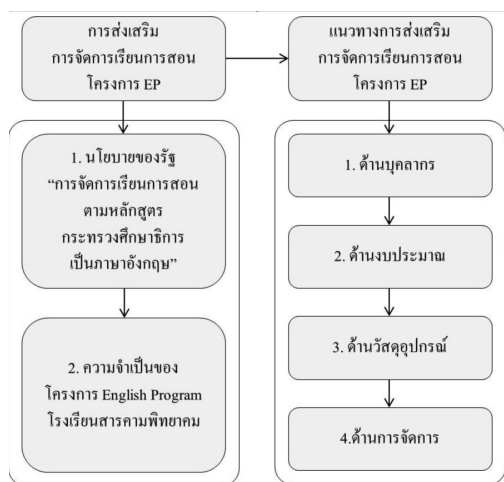 การส่งเสริม
การจัดการเรียนการสอน
โครงการ EP
แนวทางการส่งเสริม
การจัดการเรียนการสอน
โครงการ EP
1. นโยบายของรัฐ
“การจัดการเรียนการสอน
ตามหลักสูตร
กระทรวงศึกษาธิการ
เป็นภาษาอังกฤษ”
2. ความจำเป็นของ
โครงการ English Program
โรงเรียนสารคามพิทยาคม
1. ด้านบุคลากร
2. ด้านงบประมาณ
3. ด้านวัสดุอุปกรณ์
4.ด้านการจัดการ